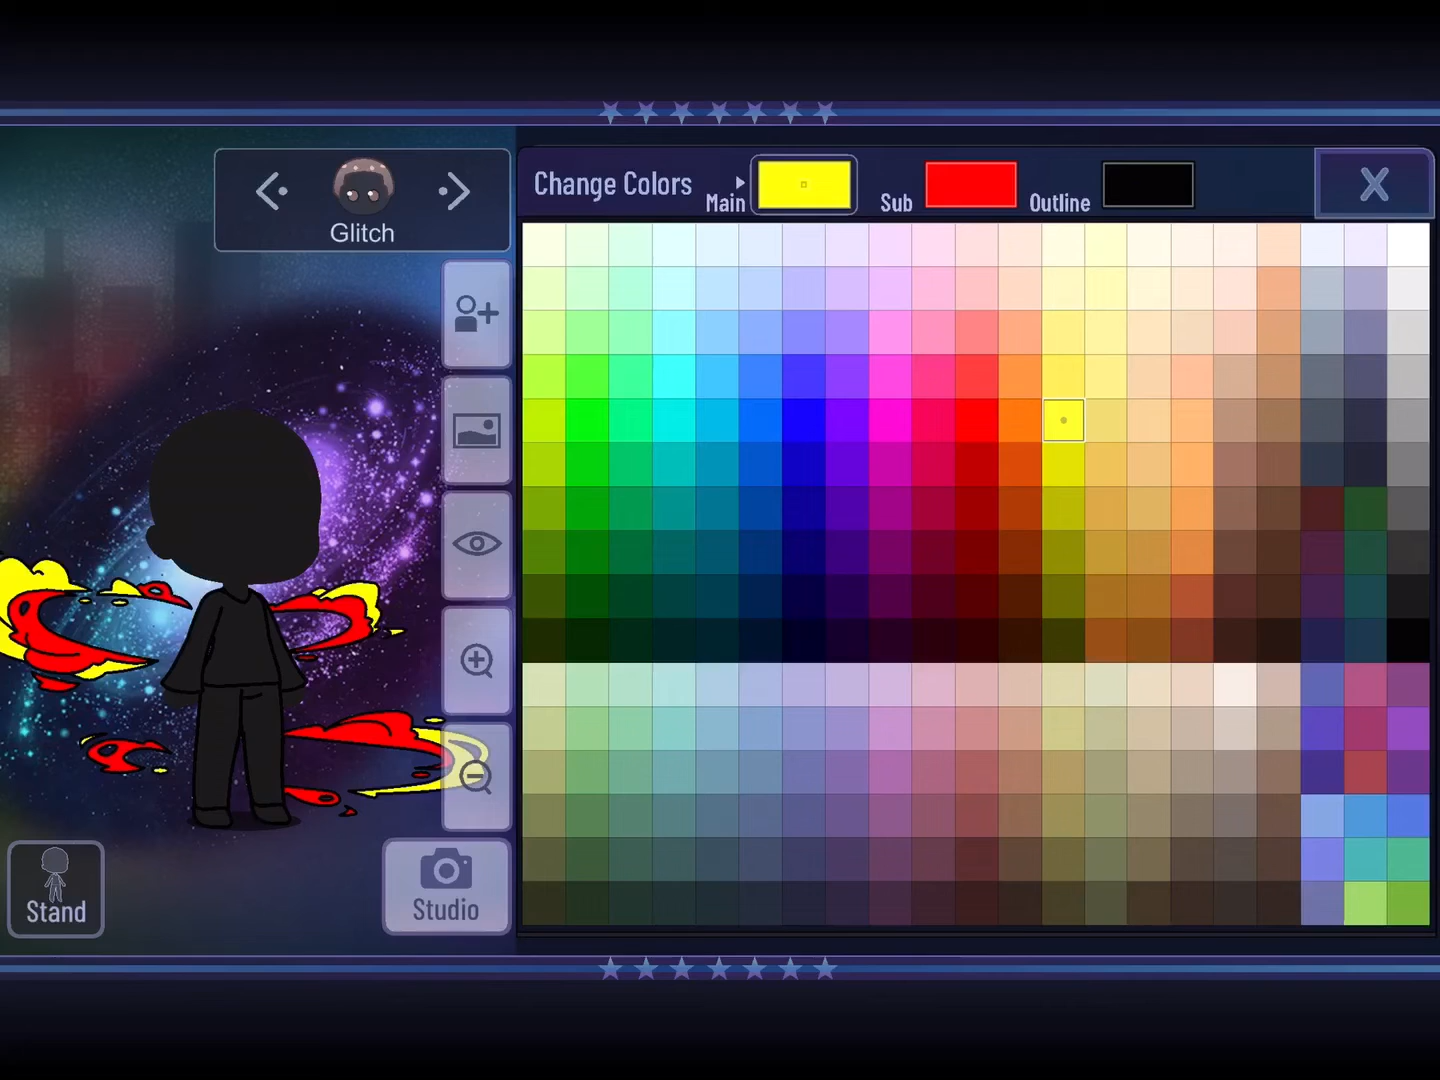 Glitch
Change Colors
Main
Sub
Outline
X
Stand
Studio